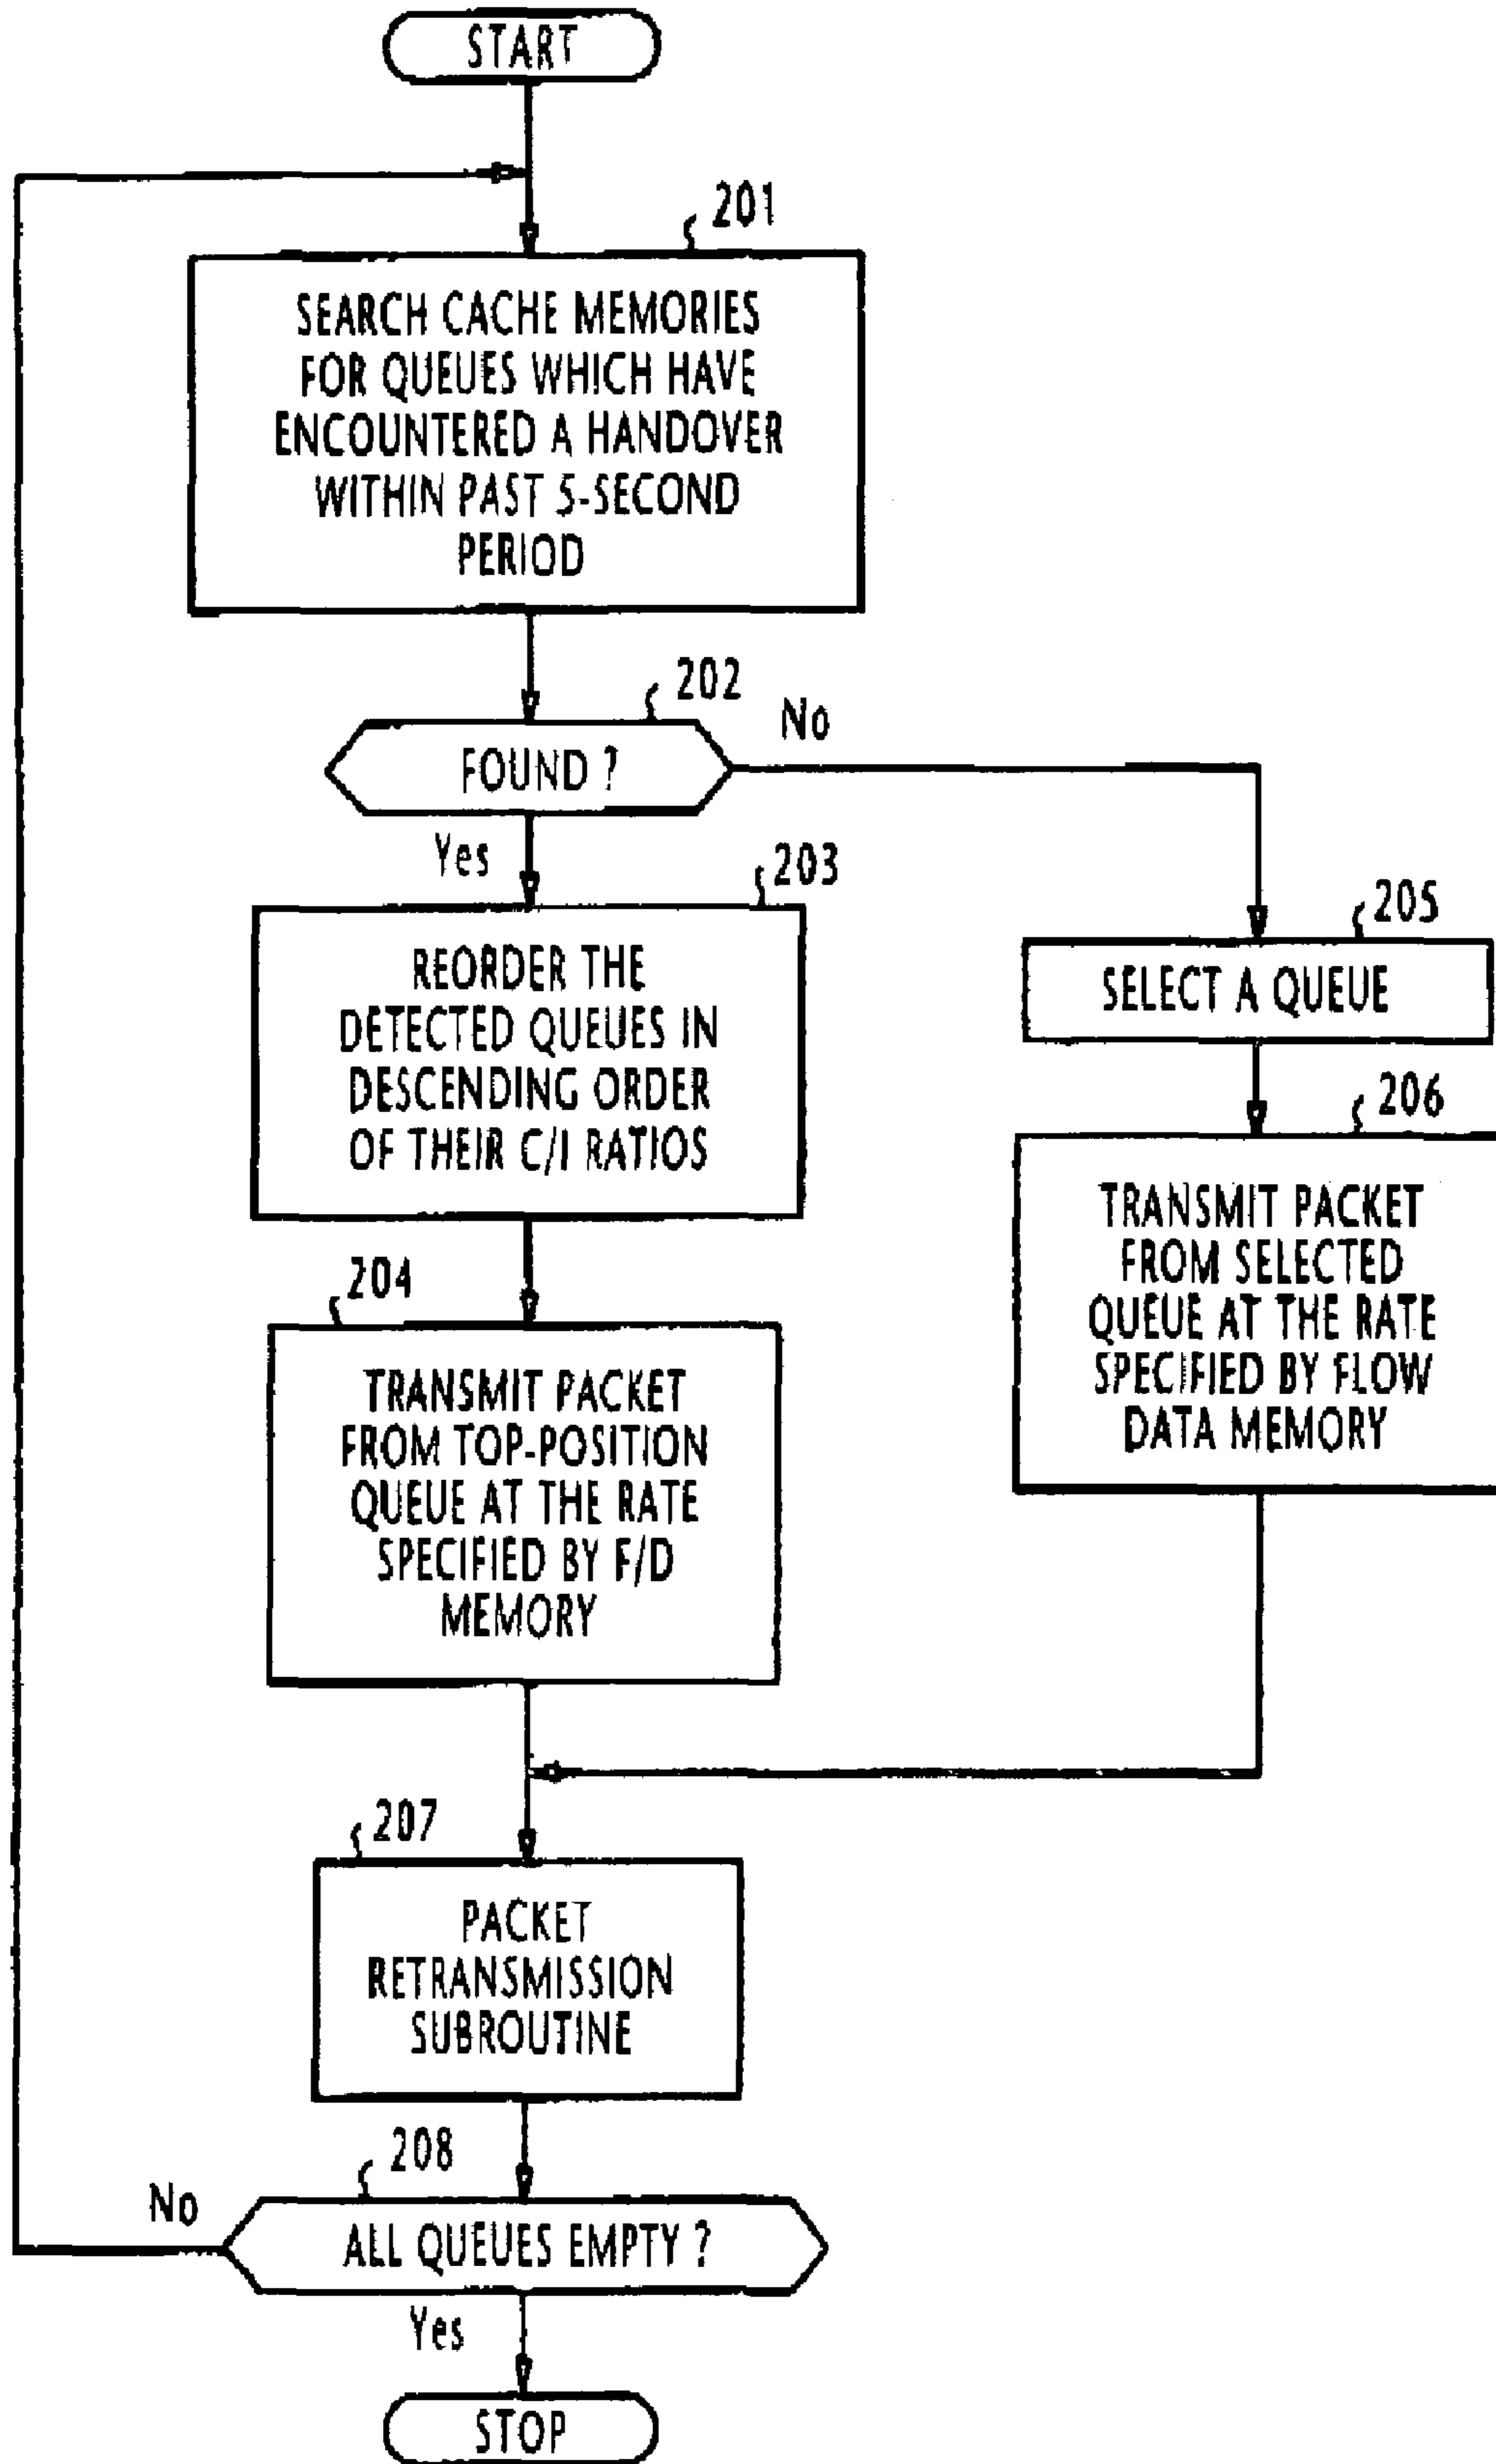 START
201
SEARCH CACHE MEMORIES
FOR QUEUES WHICH HAVE
ENCOUNTERED A HANDOVER
WITHIN PAST 5-SECOND
PERIOD
202
No
FOUND ?
Yes
203
REORDER THE
DETECTED QUEUES IN
DESCENDING ORDER
OF THEIR C/I RATIOS
205
SELECT A QUEUE
206
TRANSMIT PACKET
FROM SELECTED
QUEUE AT THE RATE
SPECIFIED BY FLOW
DATA MEMORY
204
TRANSMIT PACKET
FROM TOP-POSITION
QUEUE AT THE RATE
SPECIFIED BY F/D
MEMORY
207
PACKET
RETRANSMISSION
SUBROUTINE
208
No
ALL QUEUES EMPTY ?
Yes
STOP